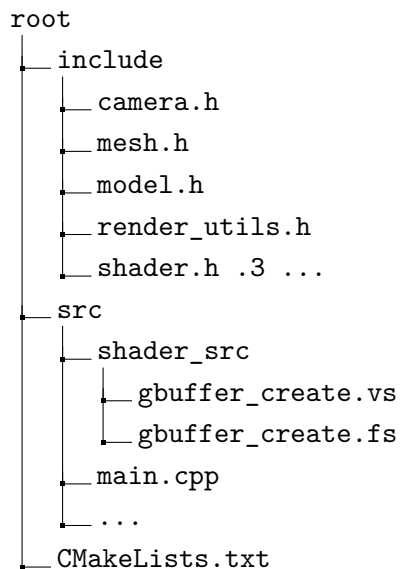 root
include
camera.h
mesh.h
model.h
render_utils.h
shader.h .3 ...
src
shader_src
gbuffer_create.vs
gbuffer_create.fs
main.cpp
...
CMakeLists.txt